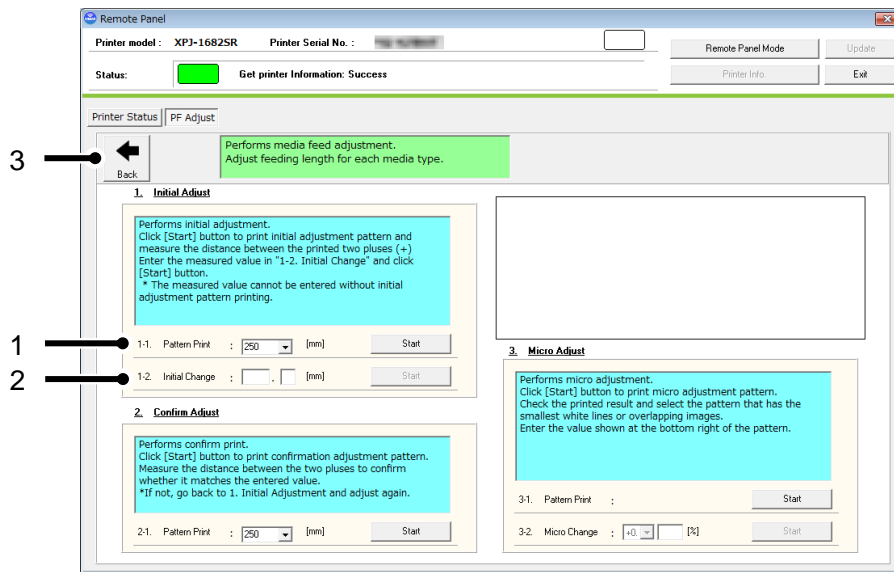 Remote Panel
Printer model : XPJ-1682SR Printer Serial No. :
Remote Panel Mode Update
Status: Get printer Information: Success
Printer Info. Exit
Printer Status PF Adjust
3
Back
Performs media feed adjustment.
Adjust feeding length for each media type.
1. Initial Adjust
Performs initial adjustment.
Click [Start] button to print initial adjustment pattern and
measure the distance between the printed two pluses (+)
Enter the measured value in "1-2. Initial Change" and click
[Start] button.
* The measured value cannot be entered without initial
adjustment pattern printing.
1
1-1. Pattern Print : 250 [mm] Start
2
1-2. Initial Change : . [mm] Start
2. Confirm Adjust
Performs confirm print.
Click [Start] button to print confirmation adjustment pattern.
Measure the distance between the two pluses to confirm
whether it matches the entered value.
*If not, go back to 1. Initial Adjustment and adjust again.
2-1. Pattern Print : 250 [mm] Start
3. Micro Adjust
Performs micro adjustment.
Click [Start] button to print micro adjustment pattern.
Check the printed result and select the pattern that has the
smallest white lines or overlapping images.
Enter the value shown at the bottom right of the pattern.
3-1. Pattern Print : Start
3-2. Micro Change : +0. [%] Start